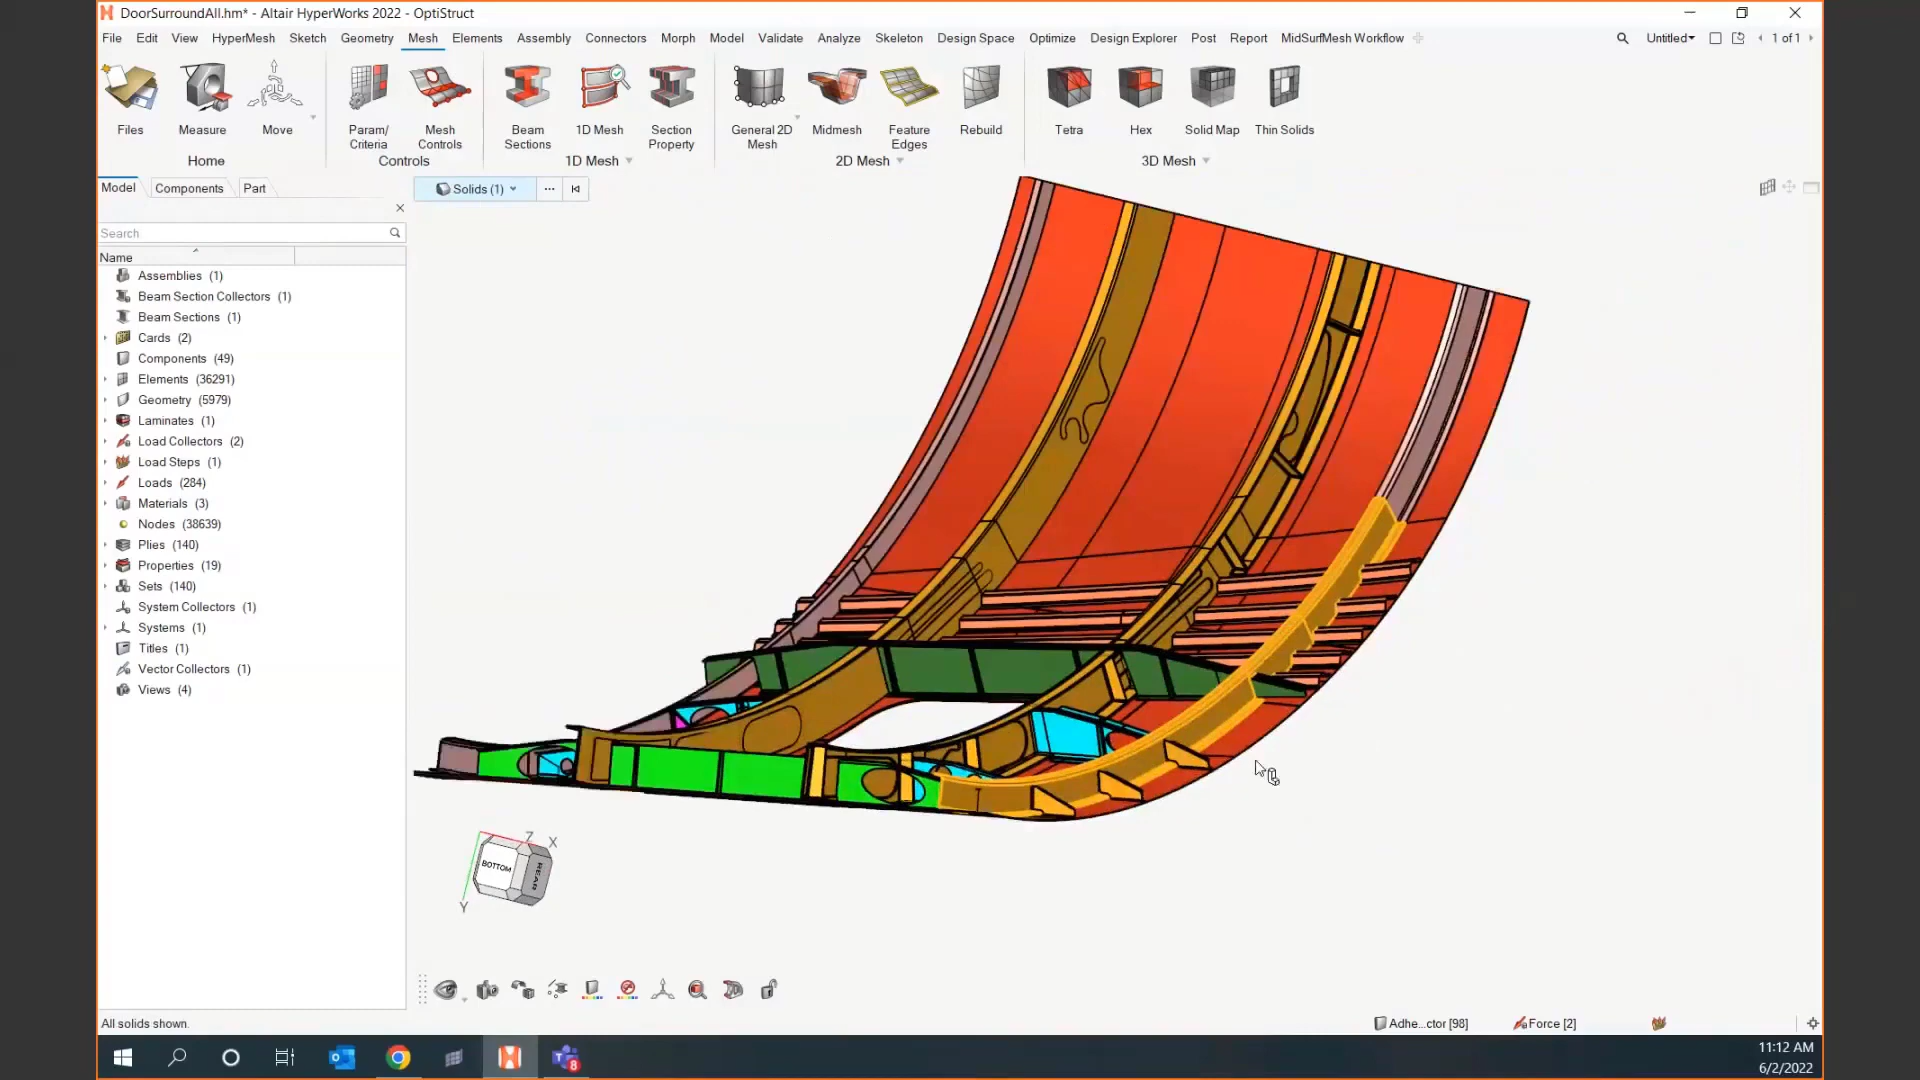 DoorSurroundAll.hm* - Altair HyperWorks 2022 - OptiStruct
File Edit View HyperMesh Sketch Geometry Mesh Elements Assembly Connectors Morph Model Validate Analyze Skeleton Design Space Optimize Design Explorer Post Report MidSurfMesh Workflow Untitled 1 of 1
Files Measure Move Param/ Criteria Mesh Controls Beam Sections 1D Mesh Section Property General 2D Mesh Midmesh Feature Edges Rebuild Tetra Hex Solid Map Thin Solids
Home Controls 1D Mesh 2D Mesh 3D Mesh
Model Components Part
Solids (1)
Search
Name
Assemblies (1)
Beam Section Collectors (1)
Beam Sections (1)
Cards (2)
Components (49)
Elements (36291)
Geometry (5979)
Laminates (1)
Load Collectors (2)
Load Steps (1)
Loads (284)
Materials (3)
Nodes (38639)
Plies (140)
Properties (19)
Sets (140)
System Collectors (1)
Systems (1)
Titles (1)
Vector Collectors (1)
Views (4)
Z X
BOTTOM REAR
Y
All solids shown.
Adhe...ctor [98] Force [2]
8
11:12 AM
6/2/2022